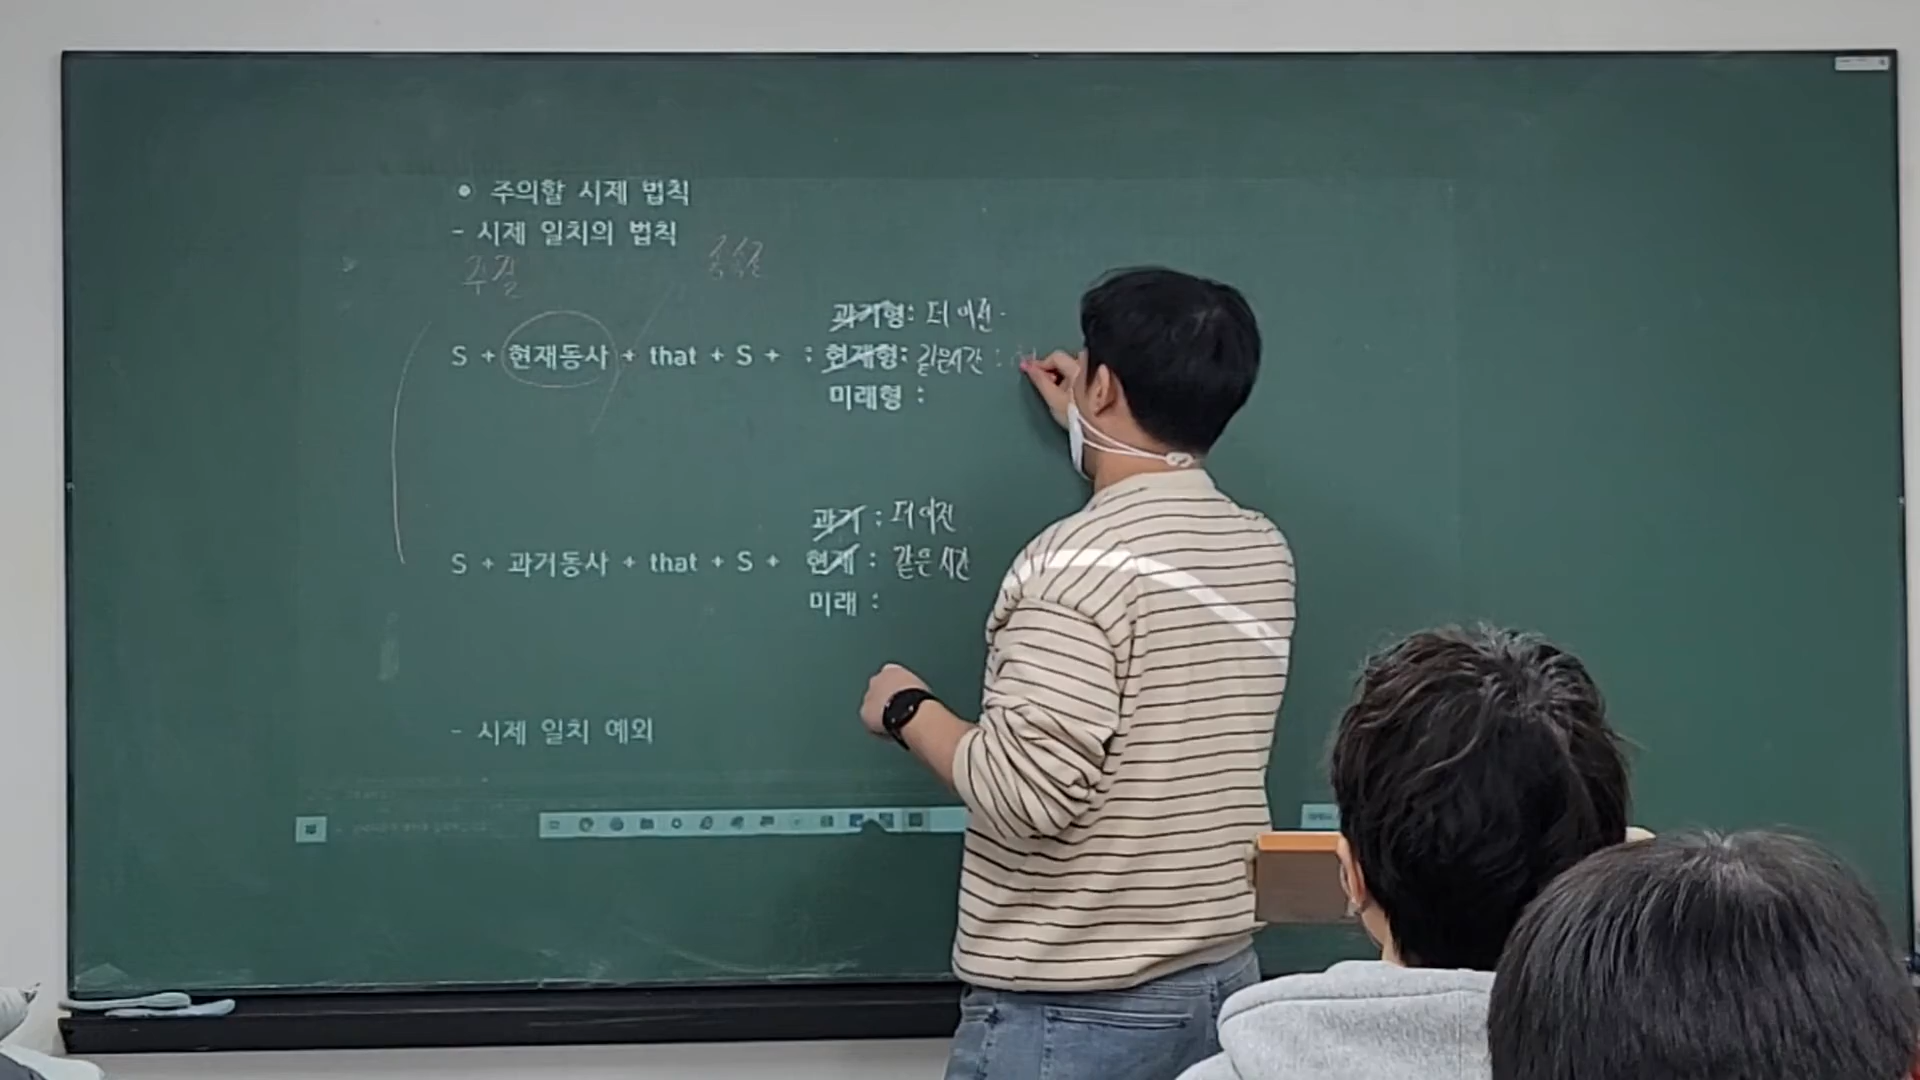 • 주의할 시제 법칙
- 시제 일치의 법칙
주절 종속절
과거형: 더 이전
S + 현재동사 + that + S + : 현재형: 같은시간 :
미래형 :
과거 : 더 이전
S + 과거동사 + that + S + 현재 : 같은 시간
미래 :
- 시제 일치 예외